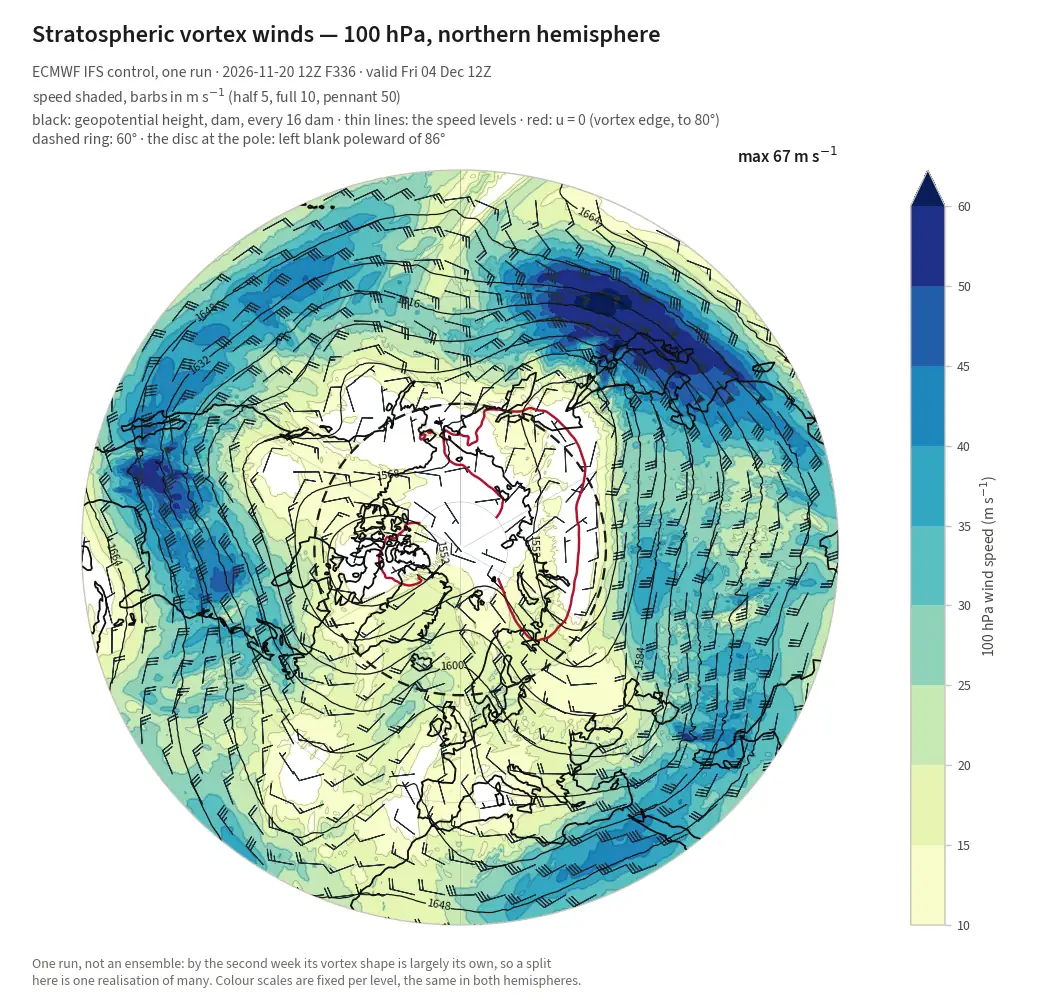 Stratospheric vortex winds — 100 hPa, northern hemisphere
ECMWF IFS control, one run · 2026-11-20 12Z F336 · valid Fri 04 Dec 12Z
speed shaded, barbs in m s⁻¹ (half 5, full 10, pennant 50)
black: geopotential height, dam, every 16 dam · thin lines: the speed levels · red: u = 0 (vortex edge, to 80°)
dashed ring: 60° · the disc at the pole: left blank poleward of 86°
max 67 m s⁻¹
1664
1616
1648
1632
1568
1552
1552
1664
1600
1584
1648
60
50
45
40
35
30
25
20
15
10
100 hPa wind speed (m s⁻¹)
One run, not an ensemble: by the second week its vortex shape is largely its own, so a split
here is one realisation of many. Colour scales are fixed per level, the same in both hemispheres.